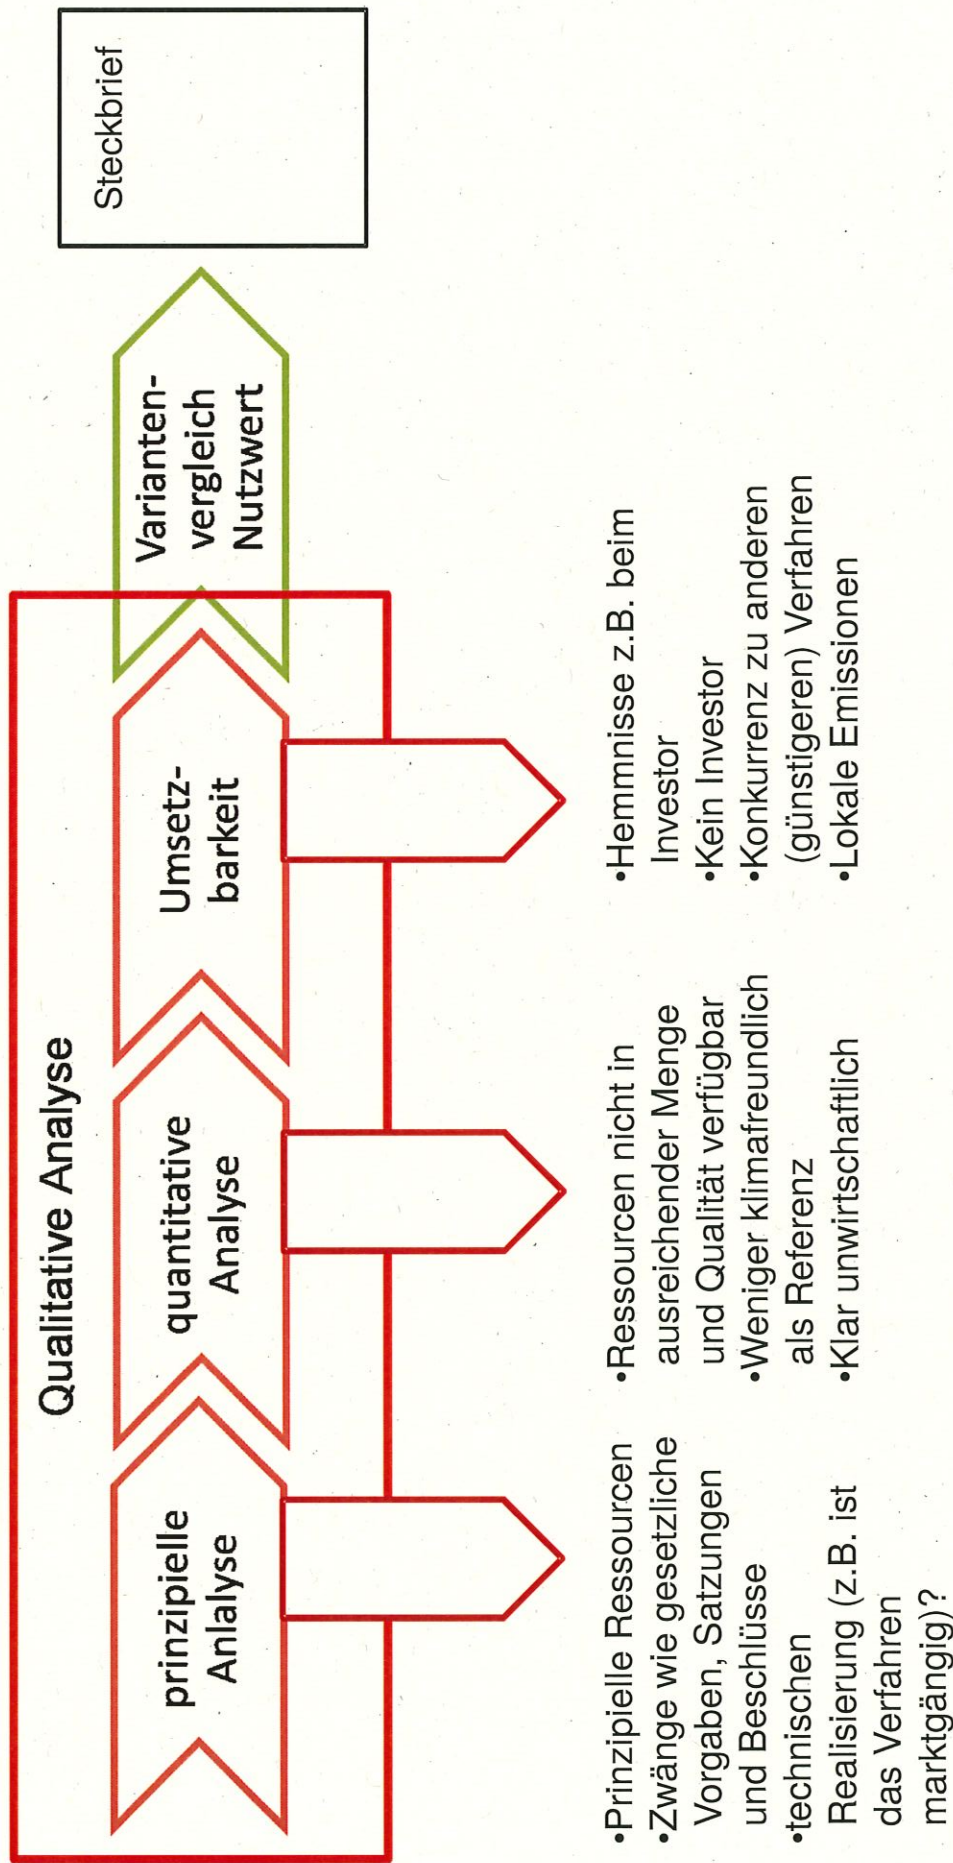 Qualitative Analyse
prinzipielle
Anlalyse
quantitative
Analyse
Umsetz-
barkeit
Varianten-
vergleich
Nutzwert
Steckbrief
•Prinzipielle Ressourcen
•Zwänge wie gesetzliche
Vorgaben, Satzungen
und Beschlüsse
•technischen
Realisierung (z.B. ist
das Verfahren
marktgängig)?
•Ressourcen nicht in
ausreichender Menge
und Qualität verfügbar
•Weniger klimafreundlich
als Referenz
•Klar unwirtschaftlich
•Hemmnisse z.B. beim
Investor
•Kein Investor
•Konkurrenz zu anderen
(günstigeren) Verfahren
•Lokale Emissionen